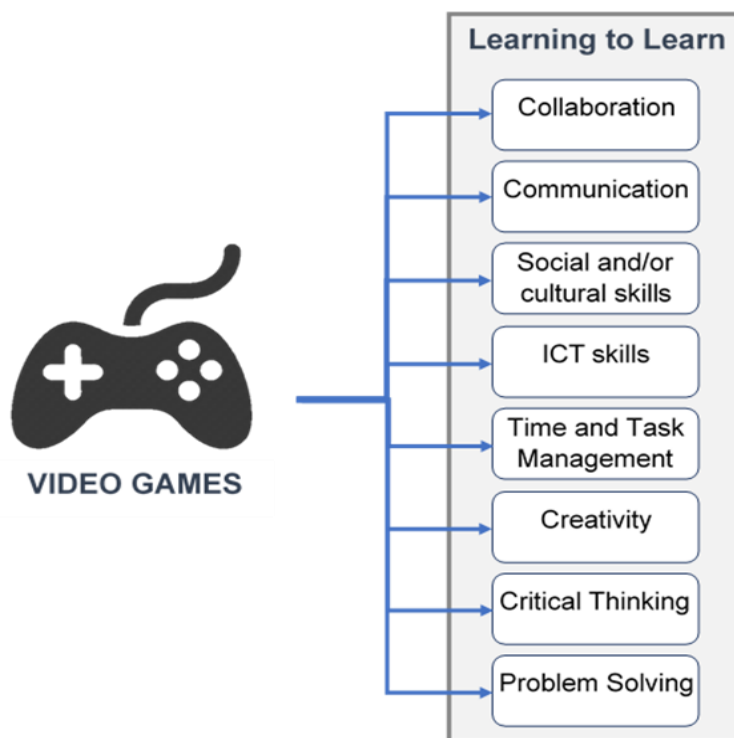 Learning to Learn
Collaboration
Communication
Social and/or
cultural skills
ICT skills
Time and Task
Management
Creativity
Critical Thinking
Problem Solving
VIDEO GAMES